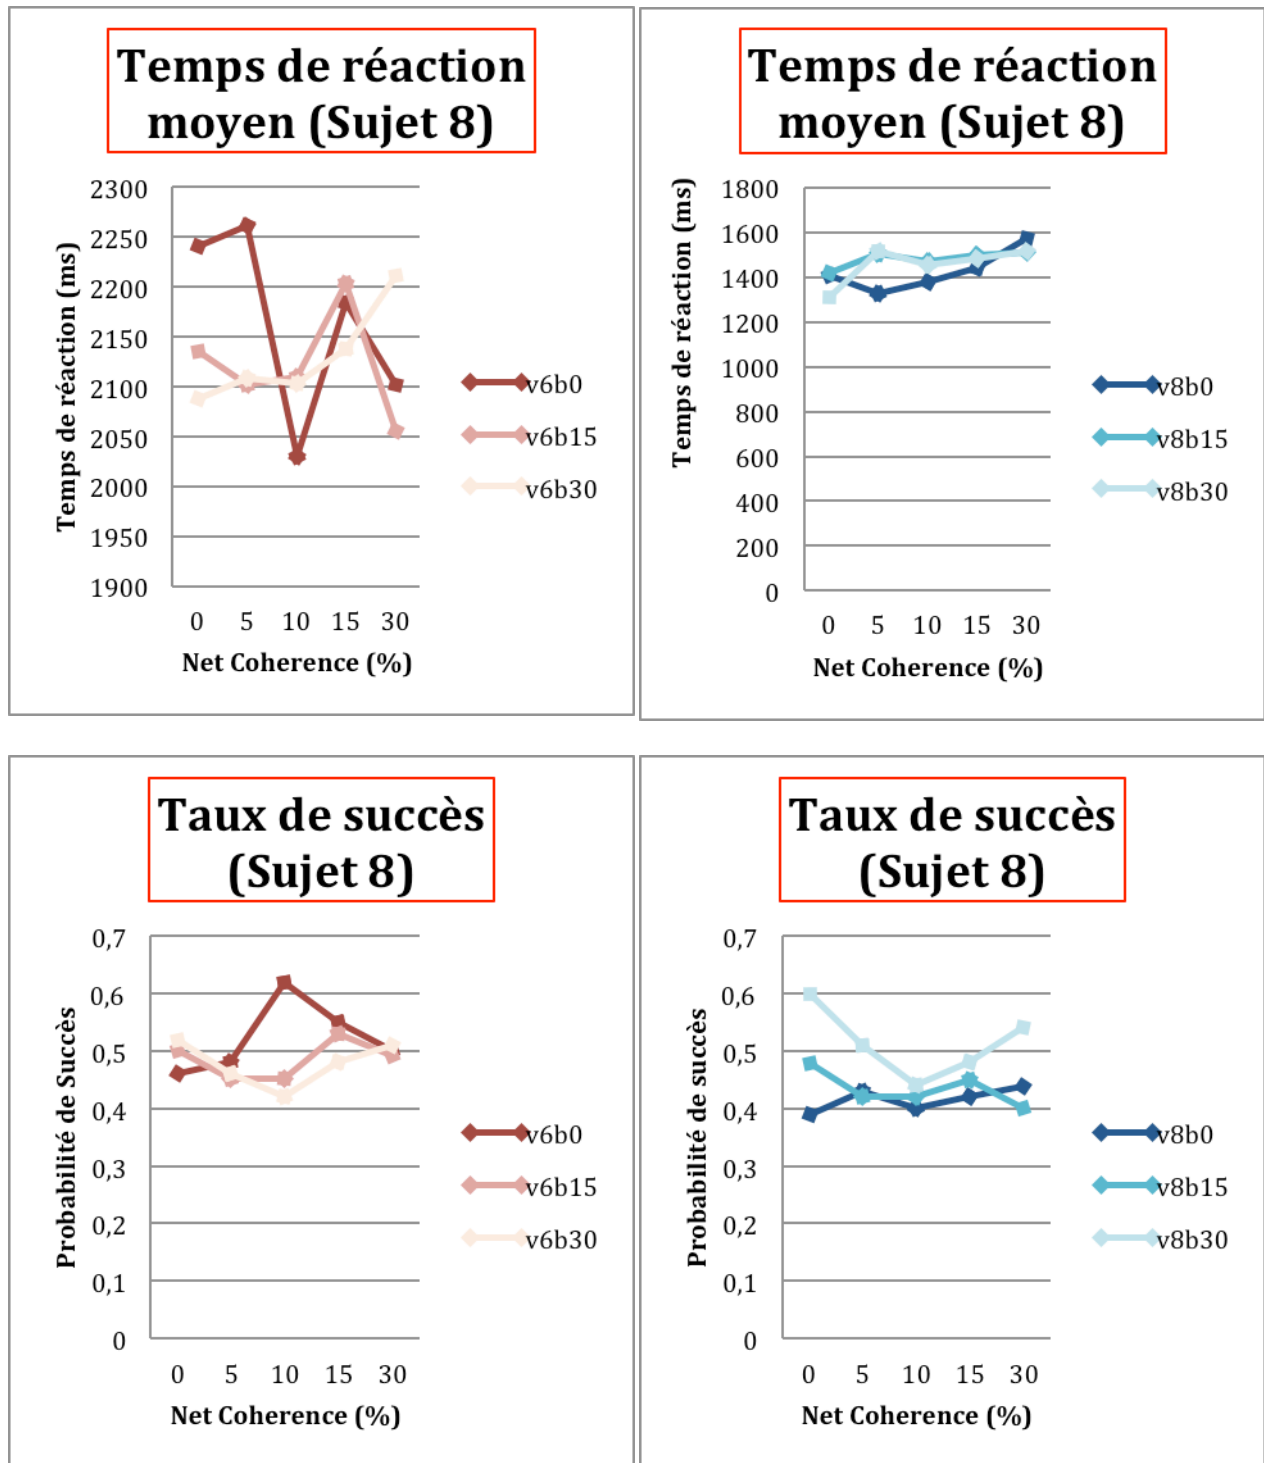 Temps de réaction
moyen (Sujet 8)
Temps de réaction (ms)
2300
2250
2200
2150
2100
2050
2000
1950
1900
0 5 10 15 30
Net Coherence (%)
v6b0
v6b15
v6b30
Temps de réaction
moyen (Sujet 8)
Temps de réaction (ms)
1800
1600
1400
1200
1000
800
600
400
200
0
0 5 10 15 30
Net Coherence (%)
v8b0
v8b15
v8b30
Taux de succès
(Sujet 8)
Probabilité de Succès
0,7
0,6
0,5
0,4
0,3
0,2
0,1
0
0 5 10 15 30
Net Coherence (%)
v6b0
v6b15
v6b30
Taux de succès
(Sujet 8)
Probabilité de succès
0,7
0,6
0,5
0,4
0,3
0,2
0,1
0
0 5 10 15 30
Net Coherence (%)
v8b0
v8b15
v8b30